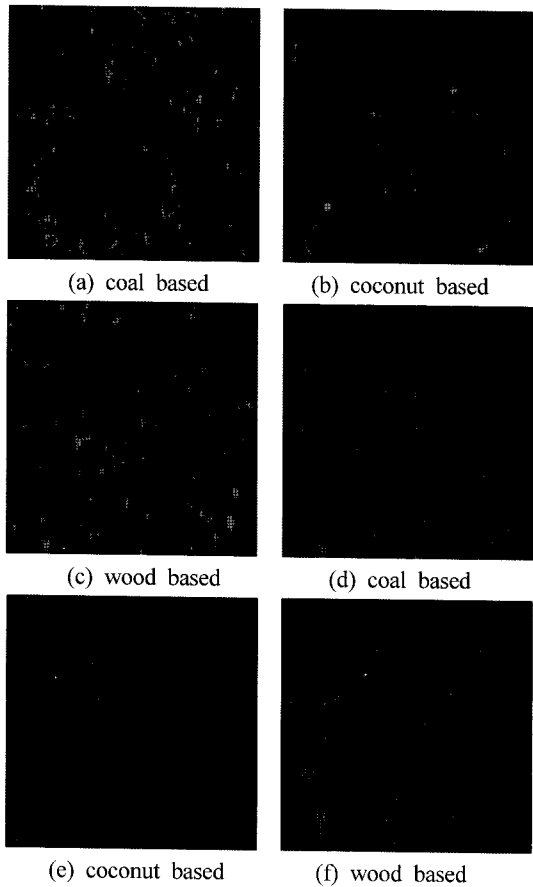 (a) coal based
(b) coconut based
(c) wood based
(d) coal based
(e) coconut based
(f) wood based